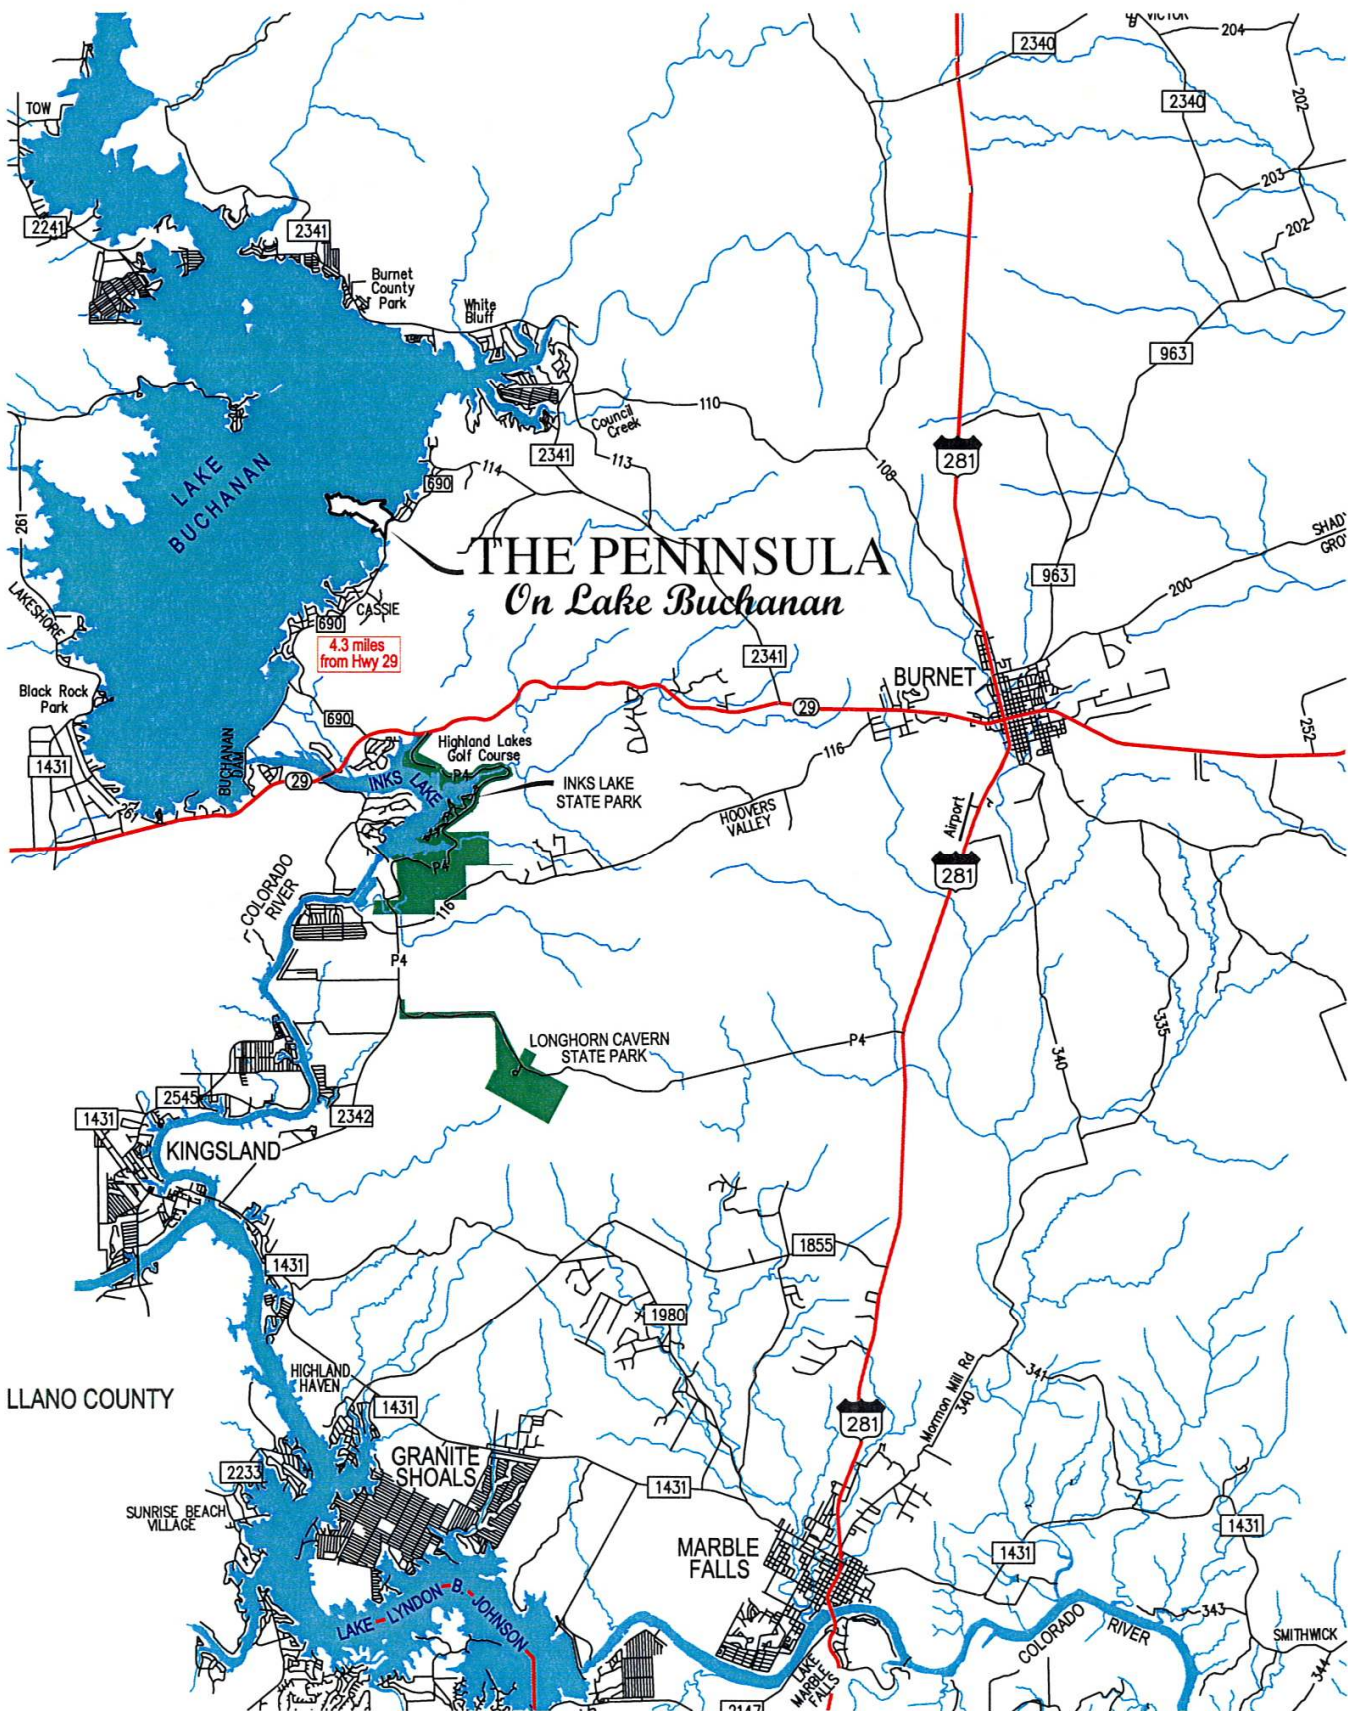 VICTOR
204
2340
2340
202
TOW
203
2241
2341
202
Burnet
County
Park
White
Bluff
963
110
Council
Creek
281
2341
113
114
108
690
LAKE
BUCHANAN
261
THE PENINSULA
On Lake Buchanan
963
200
LAKESHORE
CASSIE
690
4.3 miles
from Hwy 29
2341
BURNET
Black Rock
Park
690
29
252
Highland Lakes
Golf Course
116
1431
BUCHANAN
DAM
29
INKS LAKE
P4
INKS LAKE
STATE PARK
261
HOOVERS
VALLEY
Airport
P4
281
COLORADO
RIVER
116
P4
335
LONGHORN CAVERN
STATE PARK
P4
340
2545
1431
2342
KINGSLAND
1855
1431
1980
HIGHLAND
HAVEN
341
Mormon Mill Rd
340
LLANO COUNTY
1431
281
GRANITE
SHOALS
2233
1431
SUNRISE BEACH
VILLAGE
1431
MARBLE
FALLS
1431
LAKE LYNDON B. JOHNSON
343
COLORADO RIVER
SMITHWICK
LAKE
MARBLE
FALLS
344
2147